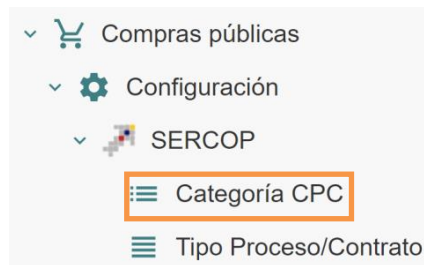 Compras públicas
Configuración
SERCOP
Categoría CPC
Tipo Proceso/Contrato